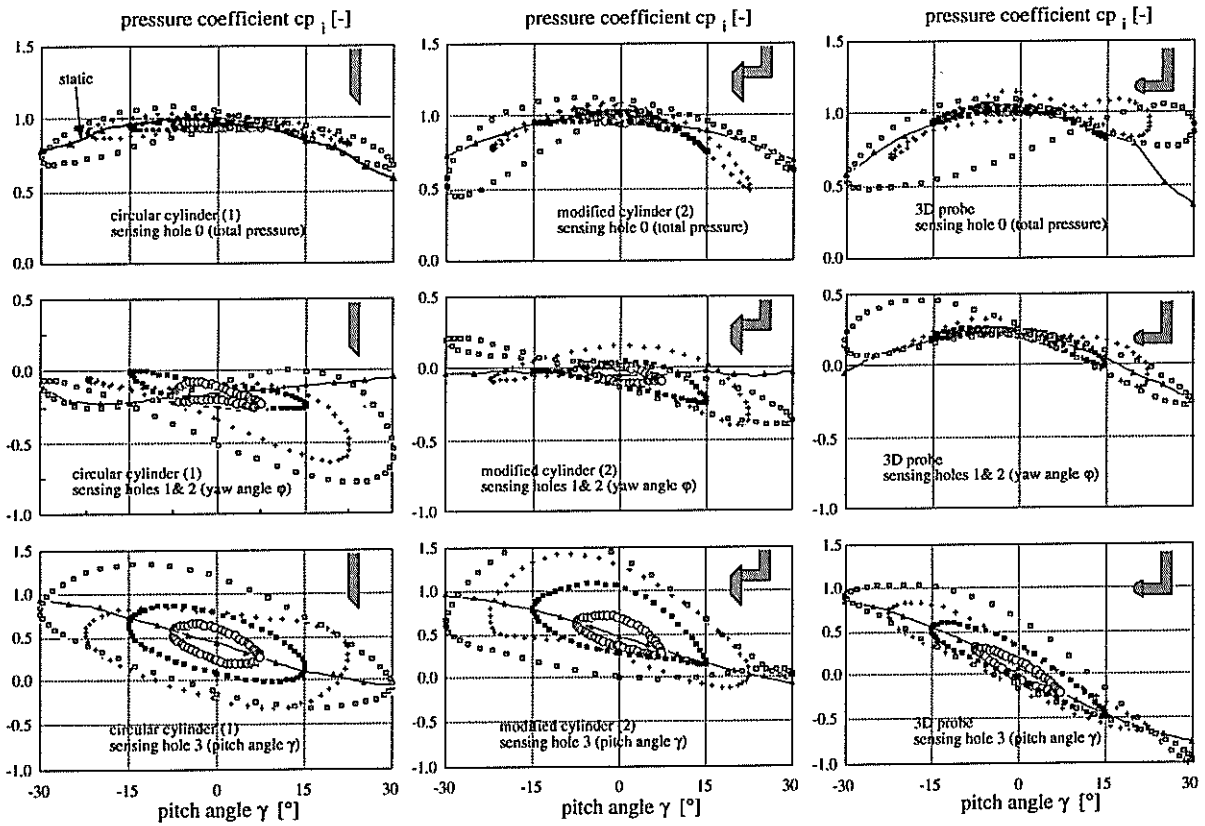 pressure coefficient cp i [-]
pressure coefficient cp i [-]
pressure coefficient cp i [-]
1.5
1.0
0.5
0.0
static
circular cylinder (1)
sensing hole 0 (total pressure)
1.5
1.0
0.5
0.0
modified cylinder (2)
sensing hole 0 (total pressure)
1.5
1.0
0.5
0.0
3D probe
sensing hole 0 (total pressure)
0.5
0.0
-0.5
-1.0
circular cylinder (1)
sensing holes 1& 2 (yaw angle φ)
0.5
0.0
-0.5
-1.0
modified cylinder (2)
sensing holes 1& 2 (yaw angle φ)
0.5
0.0
-0.5
-1.0
3D probe
sensing holes 1& 2 (yaw angle φ)
1.5
1.0
0.5
0.0
-1.0
circular cylinder (1)
sensing hole 3 (pitch angle γ)
-30 -15 0 15 30
pitch angle γ [°]
1.5
1.0
0.5
0.0
-1.0
modified cylinder (2)
sensing hole 3 (pitch angle γ)
-30 -15 0 15 30
pitch angle γ [°]
1.5
1.0
0.5
0.0
-0.5
-1.0
3D probe
sensing hole 3 (pitch angle γ)
-30 -15 0 15 30
pitch angle γ [°]